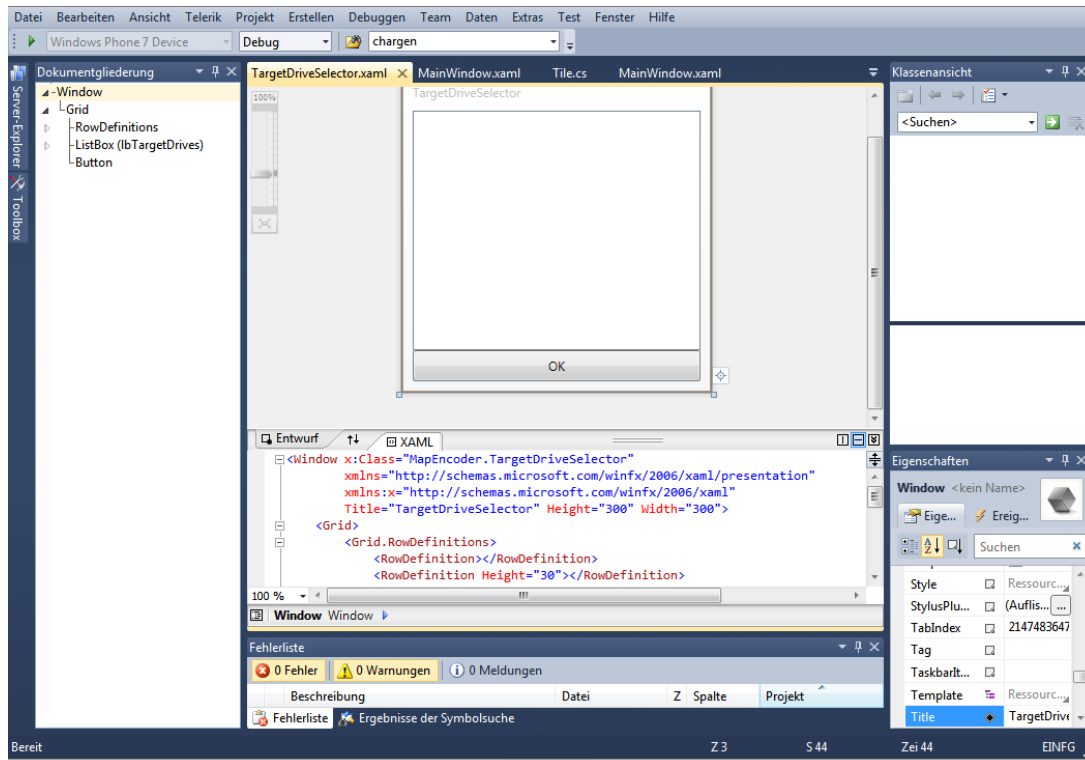 Datei Bearbeiten Ansicht Telerik Projekt Erstellen Debuggen Team Daten Extras Test Fenster Hilfe
Windows Phone 7 Device Debug chargen
Server-Explorer
Toolbox
Dokumentgliederung
Window
Grid
RowDefinitions
ListBox (lbTargetDrives)
Button
TargetDriveSelector.xaml MainWindow.xaml Tile.cs MainWindow.xaml
100%
TargetDriveSelector
OK
Entwurf XAML
<Window x:Class="MapEncoder.TargetDriveSelector"
xmlns="http://schemas.microsoft.com/winfx/2006/xaml/presentation"
xmlns:x="http://schemas.microsoft.com/winfx/2006/xaml"
Title="TargetDriveSelector" Height="300" Width="300">
<Grid>
<Grid.RowDefinitions>
<RowDefinition></RowDefinition>
<RowDefinition Height="30"></RowDefinition>
100 %
Window Window
Fehlerliste
0 Fehler 0 Warnungen 0 Meldungen
Beschreibung Datei Z Spalte Projekt
Fehlerliste Ergebnisse der Symbolsuche
Klassenansicht
<Suchen>
Eigenschaften
Window <kein Name>
Eige... Ereig...
Suchen
Style Ressourc...
StylusPlu... (Auflis... ...
TabIndex 2147483647
Tag
TaskbarIt...
Template Ressourc...
Title TargetDrive
Bereit Z 3 S 44 Zei 44 EINFG